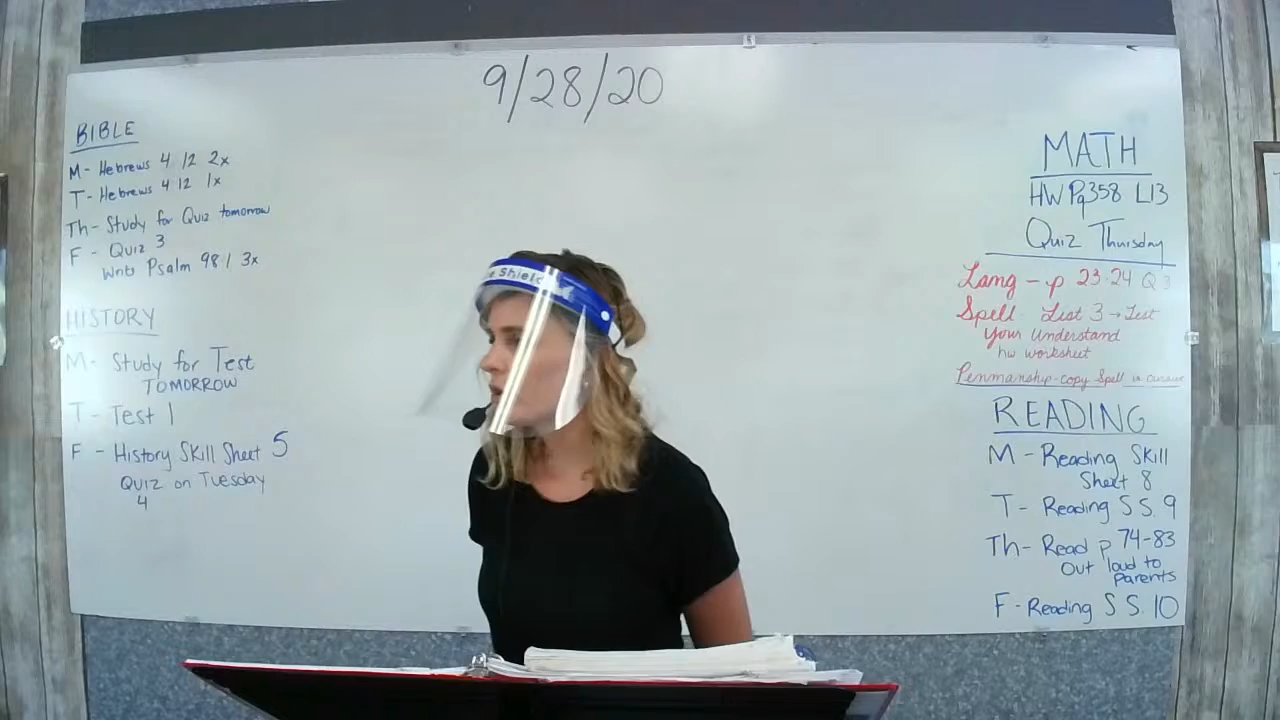 9/28/20
BIBLE
M- Hebrews 4 12 2x
T- Hebrews 4 12 1x
Th- Study for Quiz tomorrow
F - Quiz 3
Write Psalm 98 1 3x
HISTORY
M- Study for Test
TOMORROW
T - Test 1
F - History Skill Sheet 5
Quiz on Tuesday
4
Shield
MATH
HW Pg358 L13
Quiz Thursday
Lang - p 23-24 Q 3
Spell List 3 → Test
Your Understand
hw worksheet
Penmanship-copy Spell in cursive
READING
M - Reading Skill
Sheet 8
T- Reading S S. 9
Th- Read p 74-83
Out loud to
parents
F - Reading S S. 10